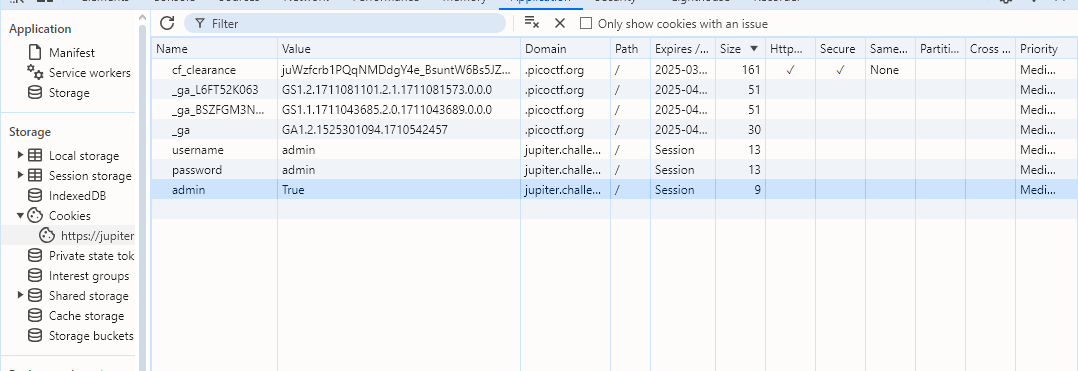 Application
Filter
Only show cookies with an issue
Application
Manifest
Service workers
Storage
Storage
Local storage
Session storage
IndexedDB
Cookies
https://jupiter
Private state tok
Interest groups
Shared storage
Cache storage
Storage buckets
Name Value Domain Path Expires /... Size Http... Secure Same... Partiti... Cross ... Priority
cf_clearance juWzfcrb1PQqNMDdgY4e_BsuntW6Bs5JZ... .picoctf.org / 2025-03... 161 ✓ ✓ None Medi...
_ga_L6FT52K063 GS1.2.1711081101.2.1.1711081573.0.0.0 .picoctf.org / 2025-04... 51 Medi...
_ga_BSZFGM3N... GS1.1.1711043685.2.0.1711043689.0.0.0 .picoctf.org / 2025-04... 51 Medi...
_ga GA1.2.1525301094.1710542457 .picoctf.org / 2025-04... 30 Medi...
username admin jupiter.challe... / Session 13 Medi...
password admin jupiter.challe... / Session 13 Medi...
admin True jupiter.challe... / Session 9 Medi...